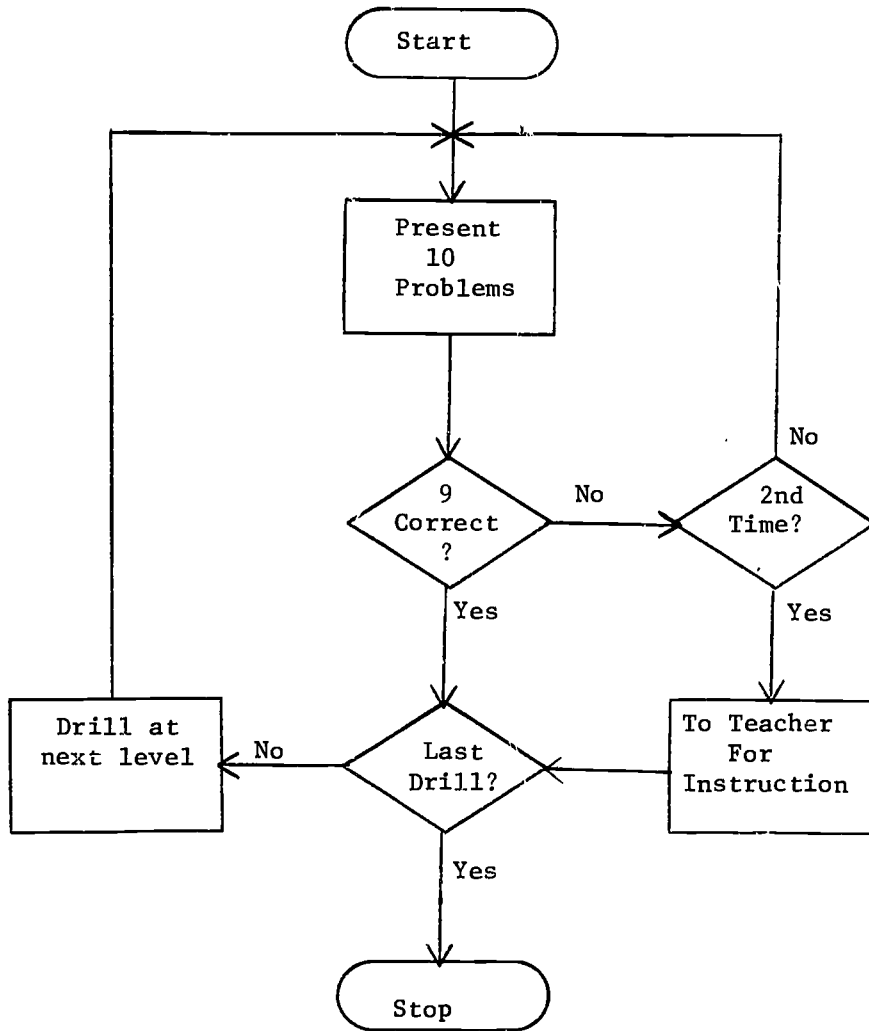 Start
Present
10
Problems
No
9
Correct
?
No
2nd
Time?
Yes
Yes
Drill at
next level
No
Last
Drill?
To Teacher
For
Instruction
Yes
Stop